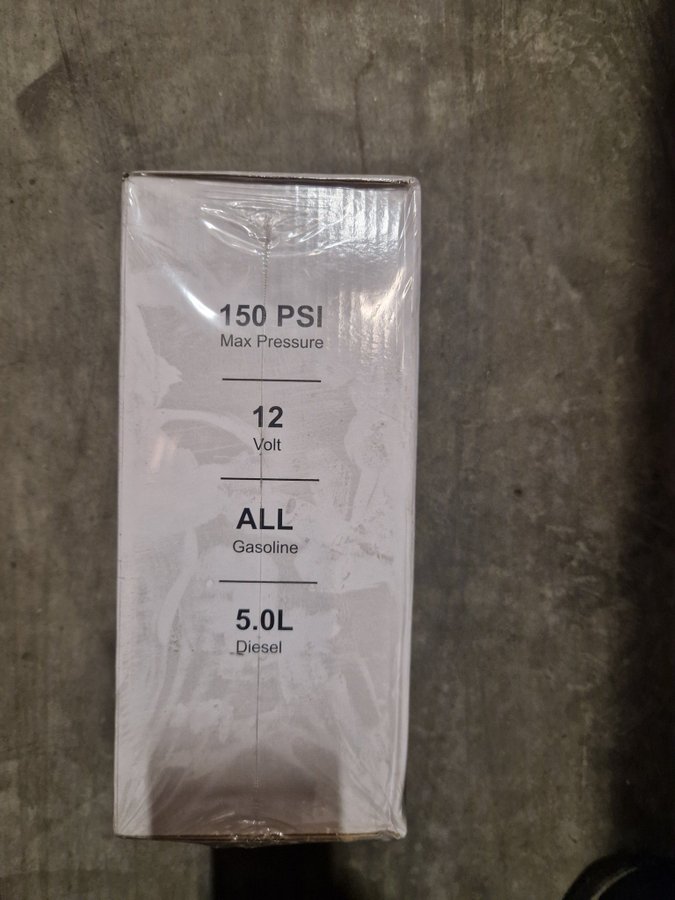 150 PSI
Max Pressure
12
Volt
ALL
Gasoline
5.0L
Diesel